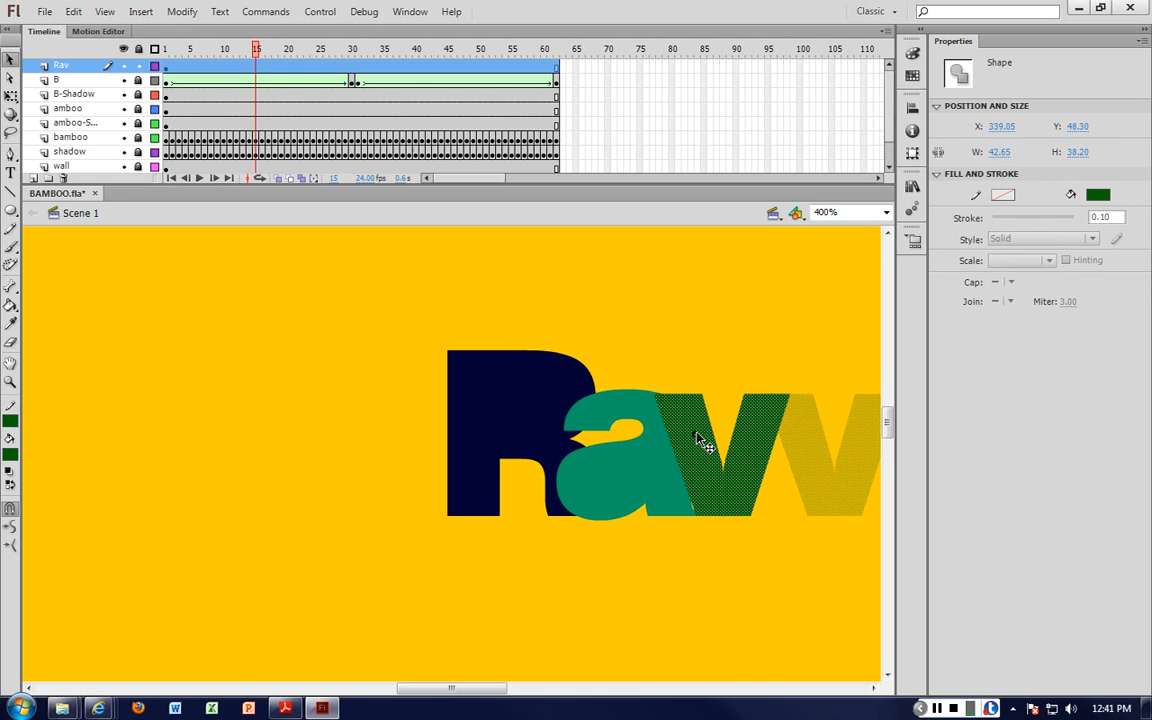 Fl File Edit View Insert Modify Text Commands Control Debug Window Help Classic
Timeline Motion Editor Properties
1 5 10 15 20 25 30 35 40 45 50 55 60 65 70 75 80 85 90 95 100 105 110
Rav
B
B-Shadow
amboo
amboo-S...
bamboo
shadow
wall
15 24.00 fps 0.6 s
BAMBOO.fla* ×
Scene 1 400%
Shape
POSITION AND SIZE
X: 339.05 Y: 48.30
W: 42.65 H: 38.20
FILL AND STROKE
Stroke: 0.10
Style: Solid
Scale: Hinting
Cap:
Join: Miter: 3.00
Rav v
12:41 PM